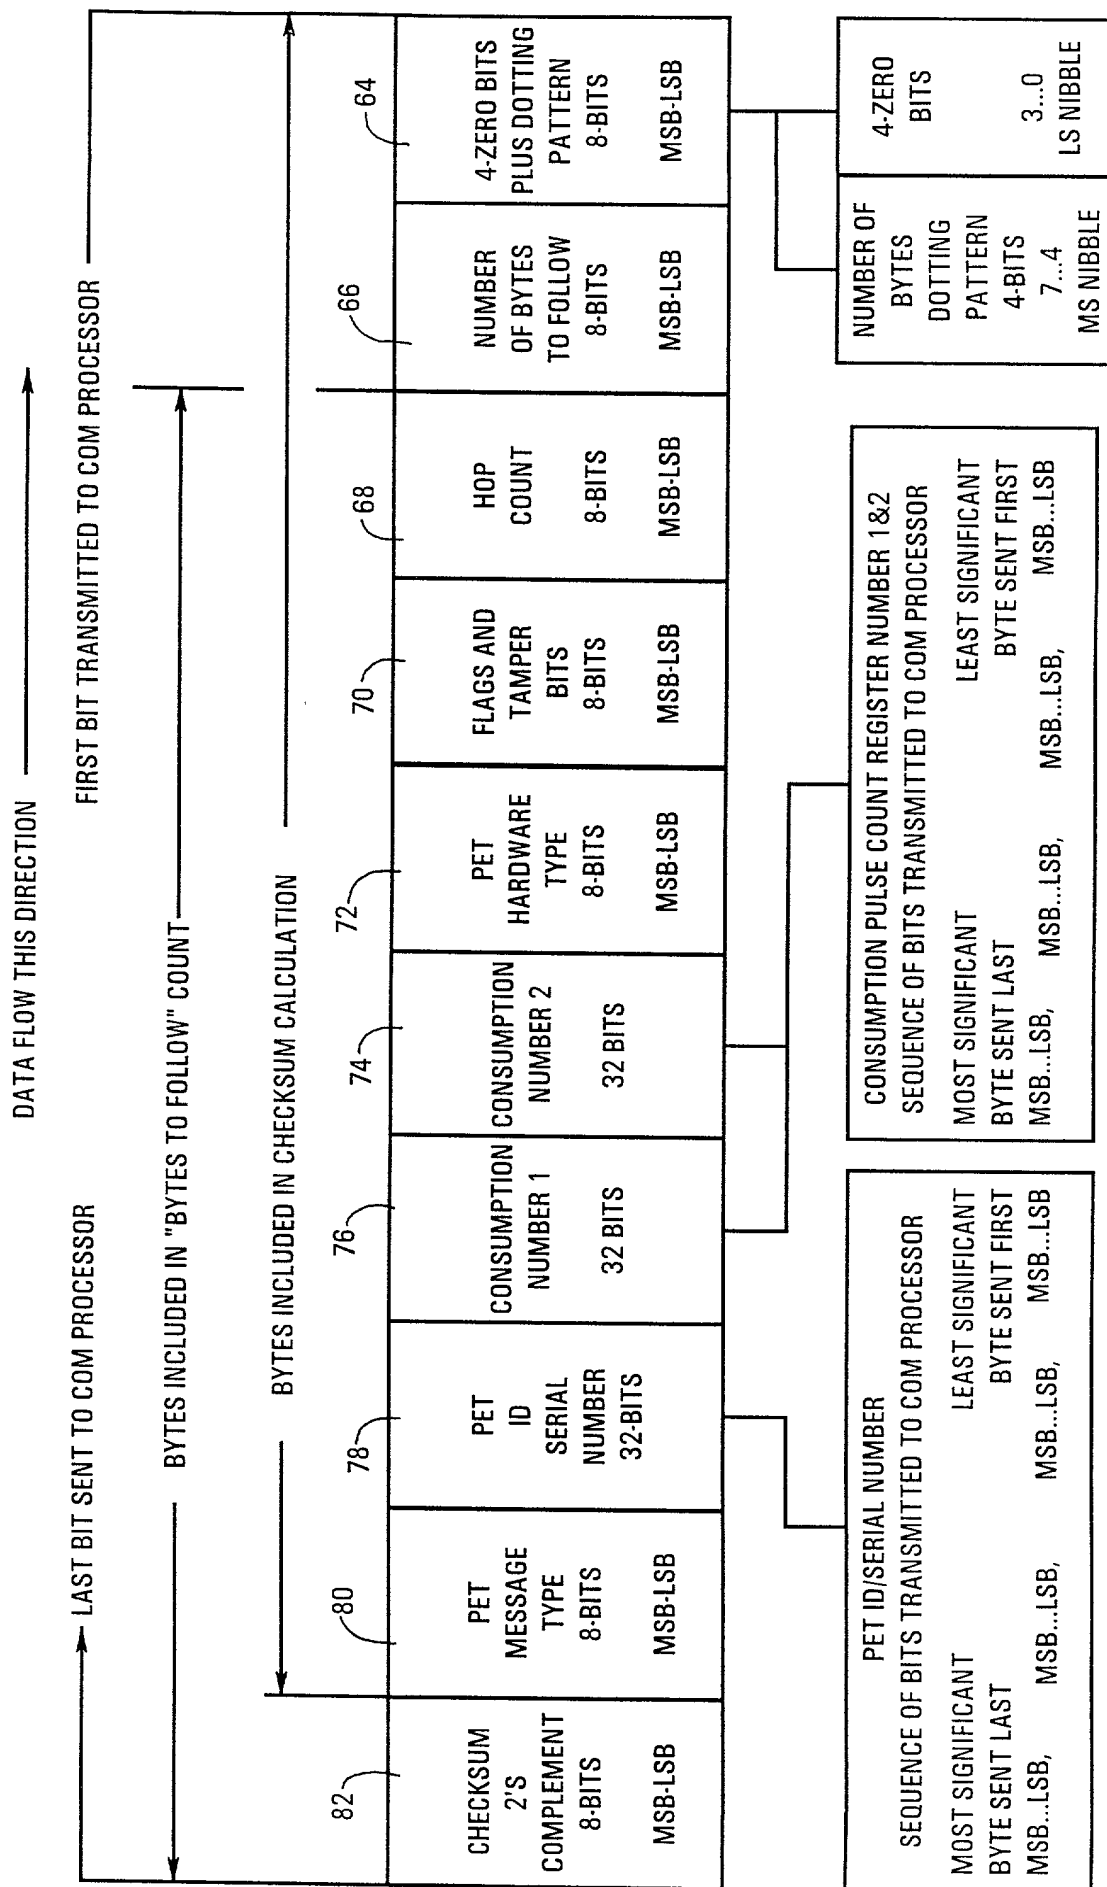 DATA FLOW THIS DIRECTION
LAST BIT SENT TO COM PROCESSOR
FIRST BIT TRANSMITTED TO COM PROCESSOR
BYTES INCLUDED IN "BYTES TO FOLLOW" COUNT
BYTES INCLUDED IN CHECKSUM CALCULATION
82
CHECKSUM
2'S
COMPLEMENT
8-BITS
MSB-LSB
80
PET
MESSAGE
TYPE
8-BITS
MSB-LSB
78
PET
ID
SERIAL
NUMBER
32-BITS
76
CONSUMPTION
NUMBER 1
32 BITS
74
CONSUMPTION
NUMBER 2
32 BITS
72
PET
HARDWARE
TYPE
8-BITS
MSB-LSB
70
FLAGS AND
TAMPER
BITS
8-BITS
MSB-LSB
68
HOP
COUNT
8-BITS
MSB-LSB
66
NUMBER
OF BYTES
TO FOLLOW
8-BITS
MSB-LSB
64
4-ZERO BITS
PLUS DOTTING
PATTERN
8-BITS
MSB-LSB
PET ID/SERIAL NUMBER
SEQUENCE OF BITS TRANSMITTED TO COM PROCESSOR
MOST SIGNIFICANT LEAST SIGNIFICANT
BYTE SENT LAST BYTE SENT FIRST
MSB...LSB, MSB...LSB, MSB...LSB, MSB...LSB
CONSUMPTION PULSE COUNT REGISTER NUMBER 1&2
SEQUENCE OF BITS TRANSMITTED TO COM PROCESSOR
MOST SIGNIFICANT LEAST SIGNIFICANT
BYTE SENT LAST BYTE SENT FIRST
MSB...LSB, MSB...LSB, MSB...LSB, MSB...LSB
NUMBER OF
BYTES
DOTTING
PATTERN
4-BITS
7...4
MS NIBBLE
4-ZERO
BITS
3...0
LS NIBBLE